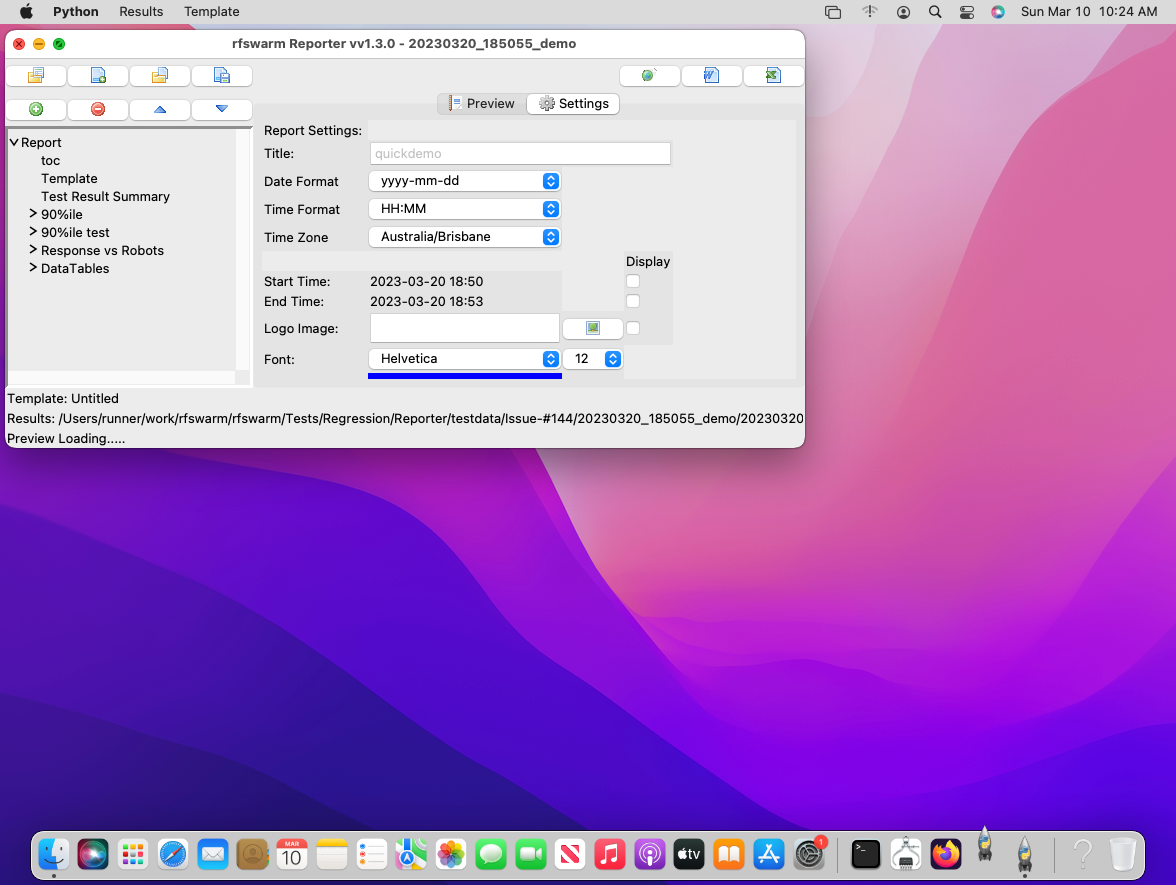 Python Results Template Sun Mar 10 10:24 AM
rfswarm Reporter vv1.3.0 - 20230320_185055_demo
Preview Settings
Report
toc
Template
Test Result Summary
90%ile
90%ile test
Response vs Robots
DataTables
Report Settings:
Title: quickdemo
Date Format yyyy-mm-dd
Time Format HH:MM
Time Zone Australia/Brisbane
Display
Start Time: 2023-03-20 18:50
End Time: 2023-03-20 18:53
Logo Image:
Font: Helvetica 12
Template: Untitled
Results: /Users/runner/work/rfswarm/rfswarm/Tests/Regression/Reporter/testdata/Issue-#144/20230320_185055_demo/20230320
Preview Loading.....
MAR
10
tv
1
>_